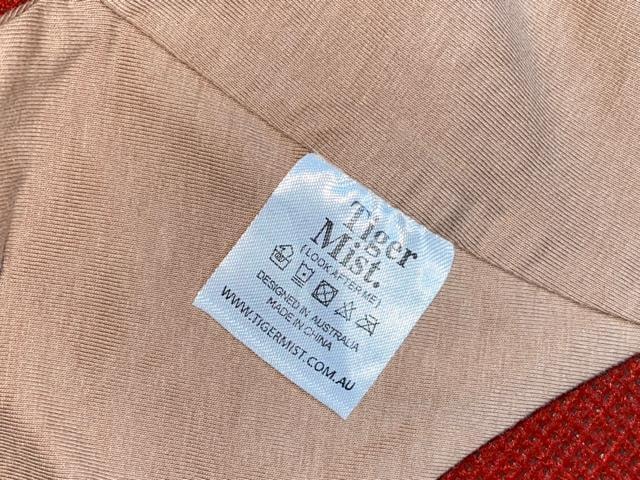 Tiger
Mist.
(LOOK AFTER ME)
DESIGNED IN AUSTRALIA
MADE IN CHINA
WWW.TIGERMIST.COM.AU